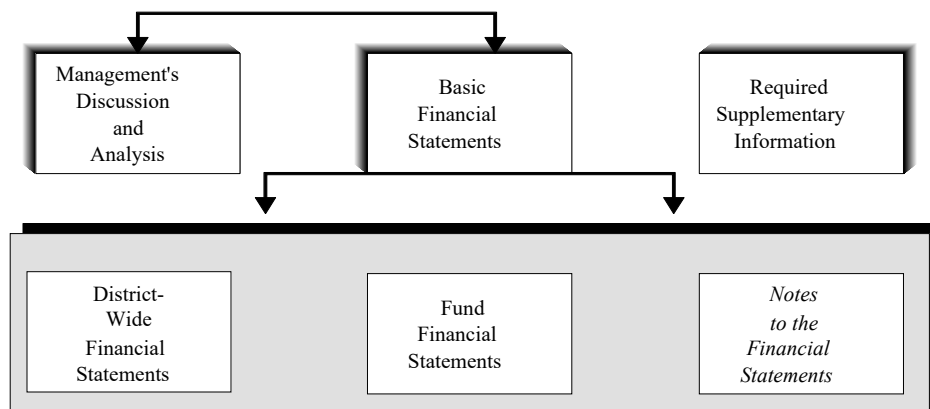 Management's
Discussion
and
Analysis
Basic
Financial
Statements
Required
Supplementary
Information
District-
Wide
Financial
Statements
Fund
Financial
Statements
Notes
to the
Financial
Statements